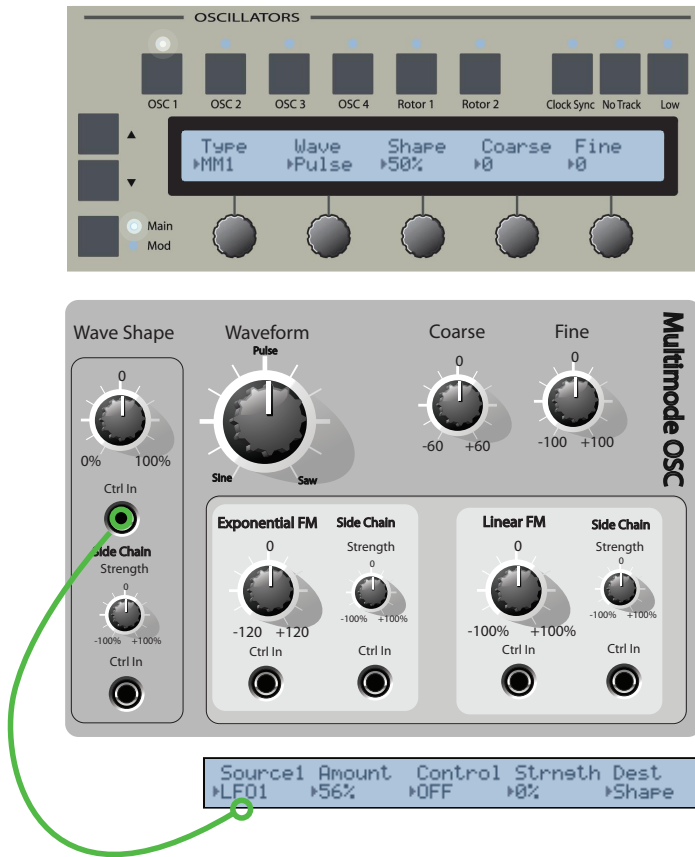 OSCILLATORS
OSC 1 OSC 2 OSC 3 OSC 4 Rotor 1 Rotor 2 Clock Sync No Track Low
Type Wave Shape Coarse Fine
MM1 Pulse 50% 0 0
Main
Mod
Multimode OSC
Wave Shape
0
0% 100%
Ctrl In
Side Chain
Strength
0
-100% +100%
Ctrl In
Waveform
Pulse
Sine Saw
Coarse
0
-60 +60
Fine
0
-100 +100
Exponential FM
0
-120 +120
Ctrl In
Side Chain
Strength
0
-100% +100%
Ctrl In
Linear FM
0
-100% +100%
Ctrl In
Side Chain
Strength
0
-100% +100%
Ctrl In
Source1 Amount Control Strngth Dest
LFO1 56% OFF 0% Shape